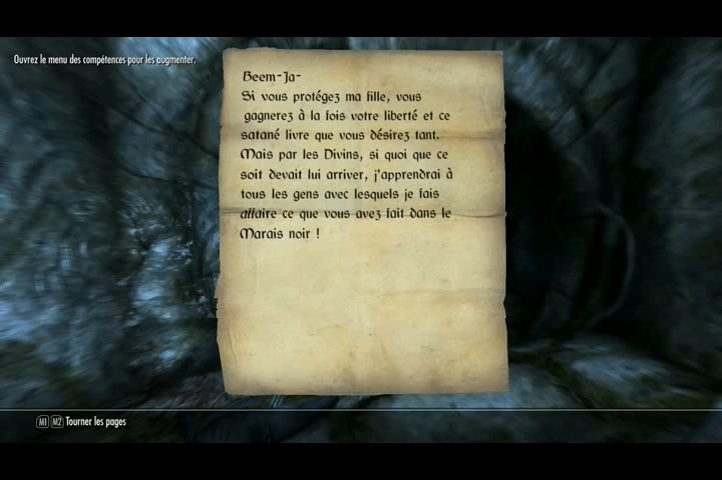 Ouvrez le menu des compétences pour les augmenter.
Beem-Ja-
Si vous protégez ma fille, vous
gagnerez à la fois votre liberté et ce
satané livre que vous désirez tant.
Mais par les Divins, si quoi que ce
soit devait lui arriver, j'apprendrai à
tous les gens avec lesquels je fais
affaire ce que vous avez fait dans le
Marais noir !
M1 M2 Tourner les pages